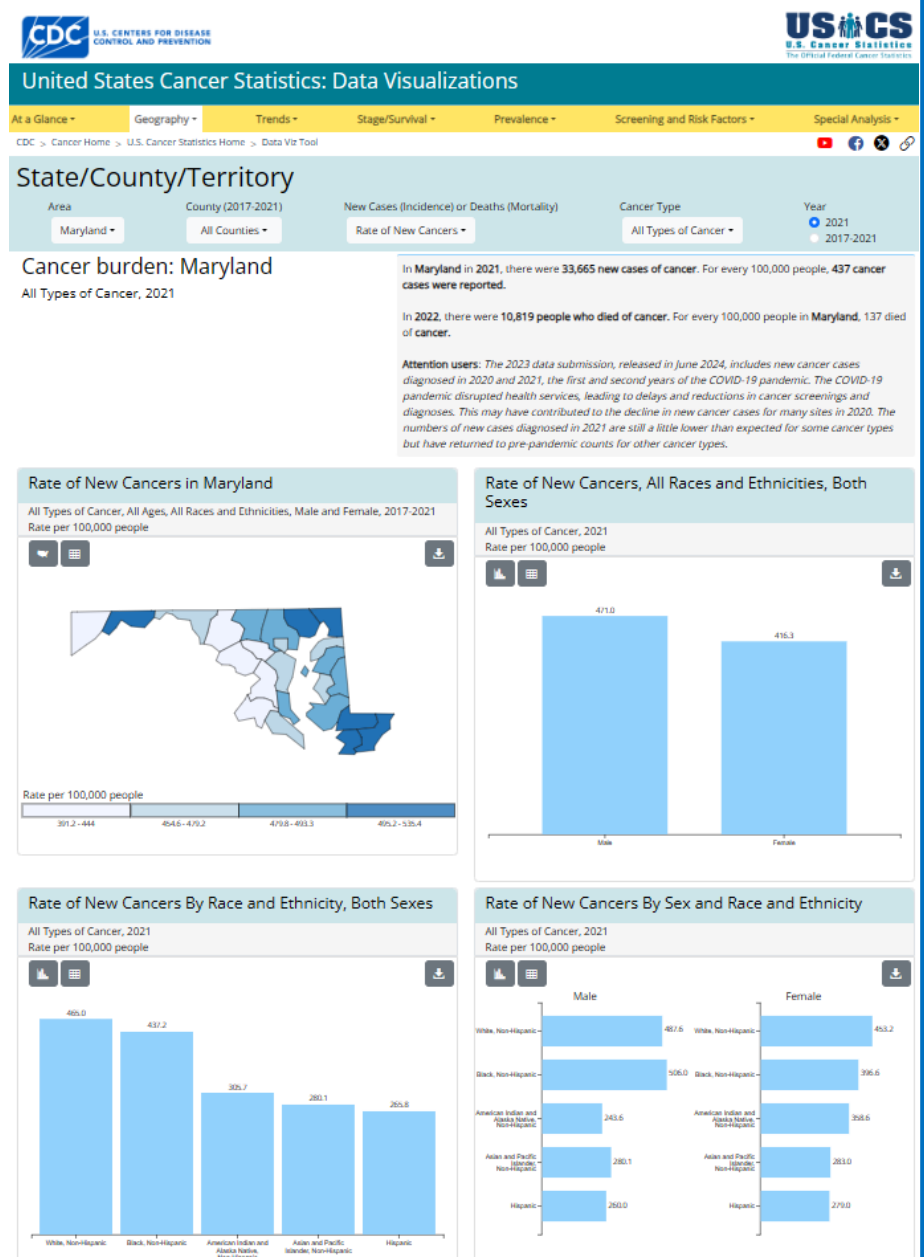 CDC
U.S. CENTERS FOR DISEASE
CONTROL AND PREVENTION
USCS
U.S. Cancer Statistics
The Official Federal Cancer Statistics
United States Cancer Statistics: Data Visualizations
At a Glance
Geography
Trends
Stage/Survival
Prevalence
Screening and Risk Factors
Special Analysis
CDC > Cancer Home > U.S. Cancer Statistics Home > Data Viz Tool
State/County/Territory
Area
County (2017-2021)
New Cases (Incidence) or Deaths (Mortality)
Cancer Type
Year
Maryland
All Counties
Rate of New Cancers
All Types of Cancer
2021
2017-2021
Cancer burden: Maryland
All Types of Cancer, 2021
In Maryland in 2021, there were 33,665 new cases of cancer. For every 100,000 people, 437 cancer
cases were reported.
In 2022, there were 10,819 people who died of cancer. For every 100,000 people in Maryland, 137 died
of cancer.
Attention users: The 2023 data submission, released in June 2024, includes new cancer cases
diagnosed in 2020 and 2021, the first and second years of the COVID-19 pandemic. The COVID-19
pandemic disrupted health services, leading to delays and reductions in cancer screenings and
diagnoses. This may have contributed to the decline in new cancer cases for many sites in 2020. The
numbers of new cases diagnosed in 2021 are still a little lower than expected for some cancer types
but have returned to pre-pandemic counts for other cancer types.
Rate of New Cancers in Maryland
All Types of Cancer, All Ages, All Races and Ethnicities, Male and Female, 2017-2021
Rate per 100,000 people
Rate per 100,000 people
391.2 - 444
454.6 - 479.2
479.8 - 493.3
495.2 - 535.4
Rate of New Cancers, All Races and Ethnicities, Both
Sexes
All Types of Cancer, 2021
Rate per 100,000 people
471.0
416.3
Male
Female
Rate of New Cancers By Race and Ethnicity, Both Sexes
All Types of Cancer, 2021
Rate per 100,000 people
465.0
437.2
305.7
280.1
265.8
White, Non-Hispanic
Black, Non-Hispanic
American Indian and
Alaska Native,
Non-Hispanic
Asian and Pacific
Islander, Non-Hispanic
Hispanic
Rate of New Cancers By Sex and Race and Ethnicity
All Types of Cancer, 2021
Rate per 100,000 people
Male
White, Non-Hispanic
487.6
Black, Non-Hispanic
506.0
American Indian and
Alaska Native,
Non-Hispanic
243.6
Asian and Pacific
Islander,
Non-Hispanic
280.1
Hispanic
260.0
Female
White, Non-Hispanic
453.2
Black, Non-Hispanic
396.6
American Indian and
Alaska Native,
Non-Hispanic
358.6
Asian and Pacific
Islander,
Non-Hispanic
283.0
Hispanic
279.0